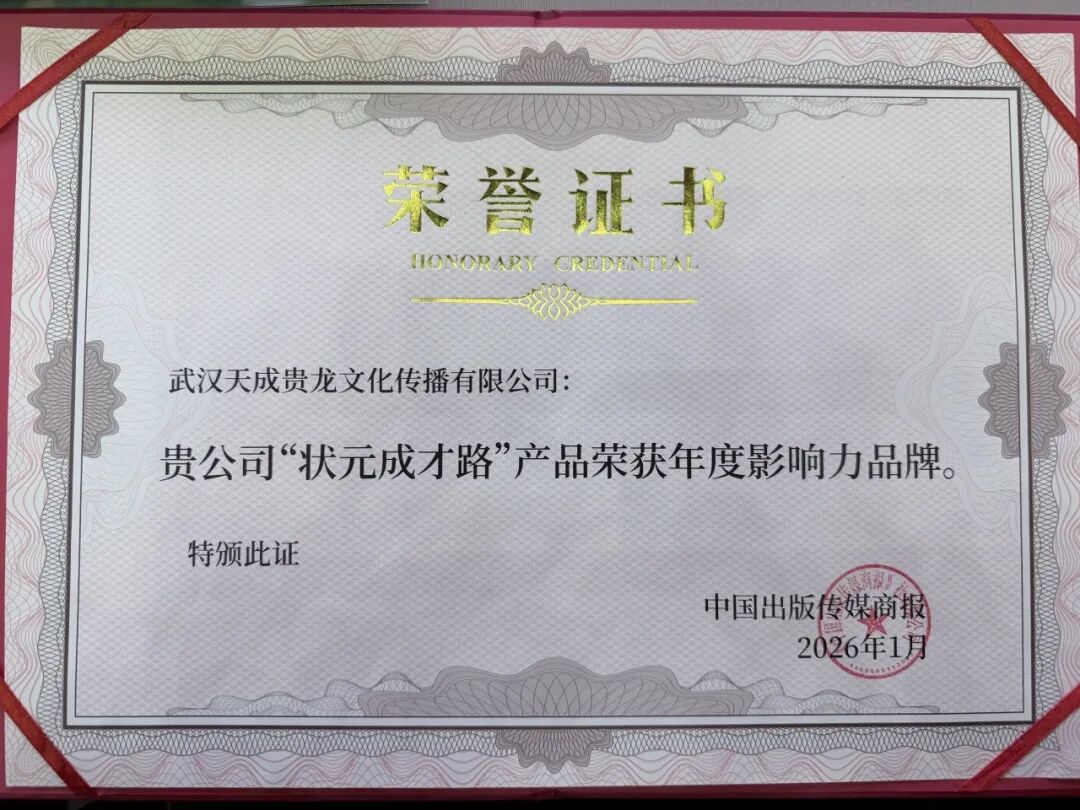 荣誉证书
HONORARY CREDENTIAL
武汉天成贵龙文化传播有限公司：
贵公司“状元成才路”产品荣获年度影响力品牌。
特颁此证
中国出版传媒商报
2026年1月